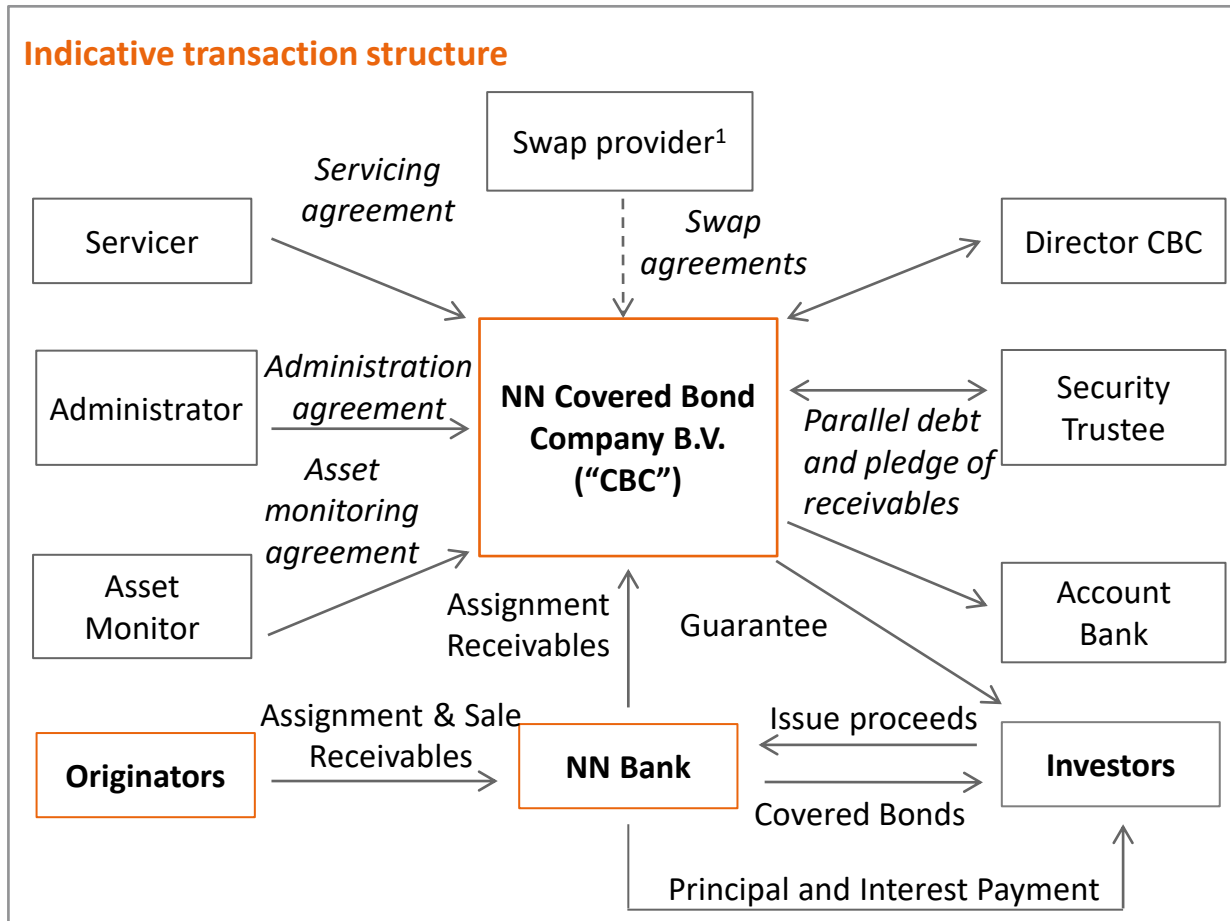 Indicative transaction structure
Swap provider¹
Servicing
agreement
Servicer
Swap
agreements
Director CBC
Administration
agreement
Administrator
NN Covered Bond
Company B.V.
(“CBC”)
Security
Trustee
Parallel debt
and pledge of
receivables
Asset
monitoring
agreement
Asset
Monitor
Assignment
Receivables
Guarantee
Account
Bank
Assignment & Sale
Receivables
Originators
NN Bank
Issue proceeds
Covered Bonds
Investors
Principal and Interest Payment